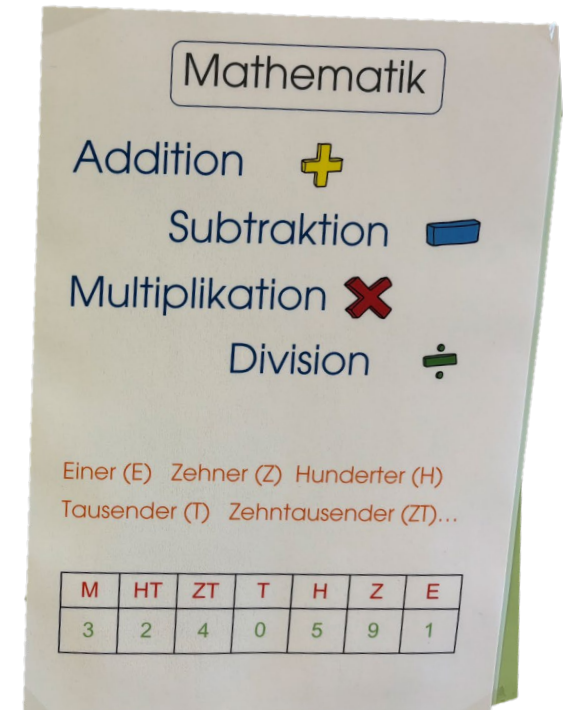 Mathematik
Addition +
Subtraktion −
Multiplikation ×
Division ÷
Einer (E) Zehner (Z) Hunderter (H)
Tausender (T) Zehntausender (ZT)...
M HT ZT T H Z E
3 2 4 0 5 9 1